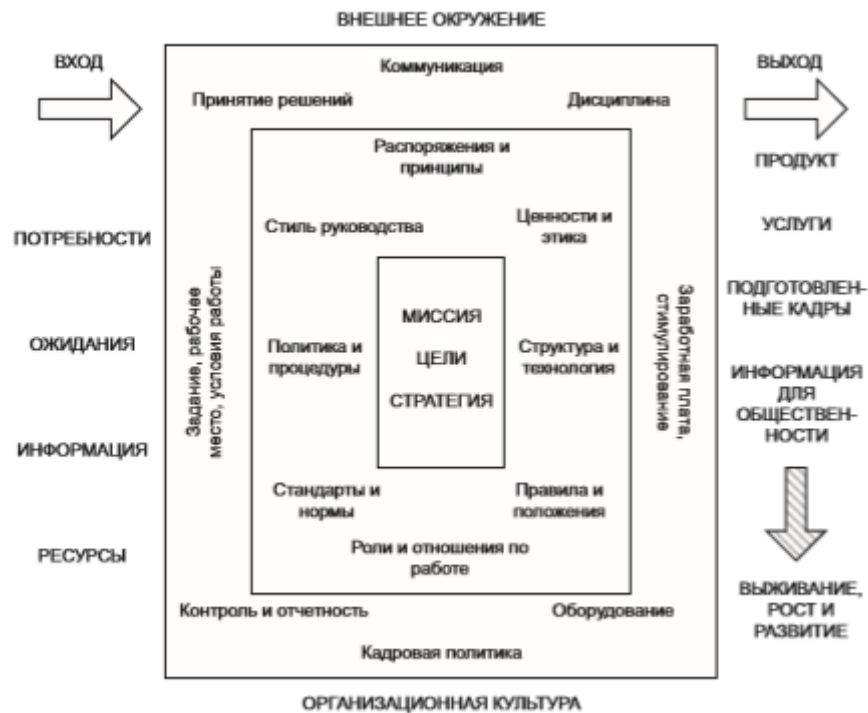 ВНЕШНЕЕ ОКРУЖЕНИЕ
ВХОД
ПОТРЕБНОСТИ
ОЖИДАНИЯ
ИНФОРМАЦИЯ
РЕСУРСЫ
Коммуникация
Принятие решений
Дисциплина
Задание, рабочее
место, условия работы
Распоряжения и
принципы
Стиль руководства
Ценности и
этика
Политика и
процедуры
МИССИЯ
ЦЕЛИ
СТРАТЕГИЯ
Структура и
технология
Стандарты и
нормы
Правила и
положения
Роли и отношения по
работе
Заработная плата,
стимулирование
Контроль и отчетность
Оборудование
Кадровая политика
ВЫХОД
ПРОДУКТ
УСЛУГИ
ПОДГОТОВЛЕН-
НЫЕ КАДРЫ
ИНФОРМАЦИЯ
ДЛЯ
ОБЩЕСТВЕН-
НОСТИ
ВЫЖИВАНИЕ,
РОСТ И
РАЗВИТИЕ
ОРГАНИЗАЦИОННАЯ КУЛЬТУРА